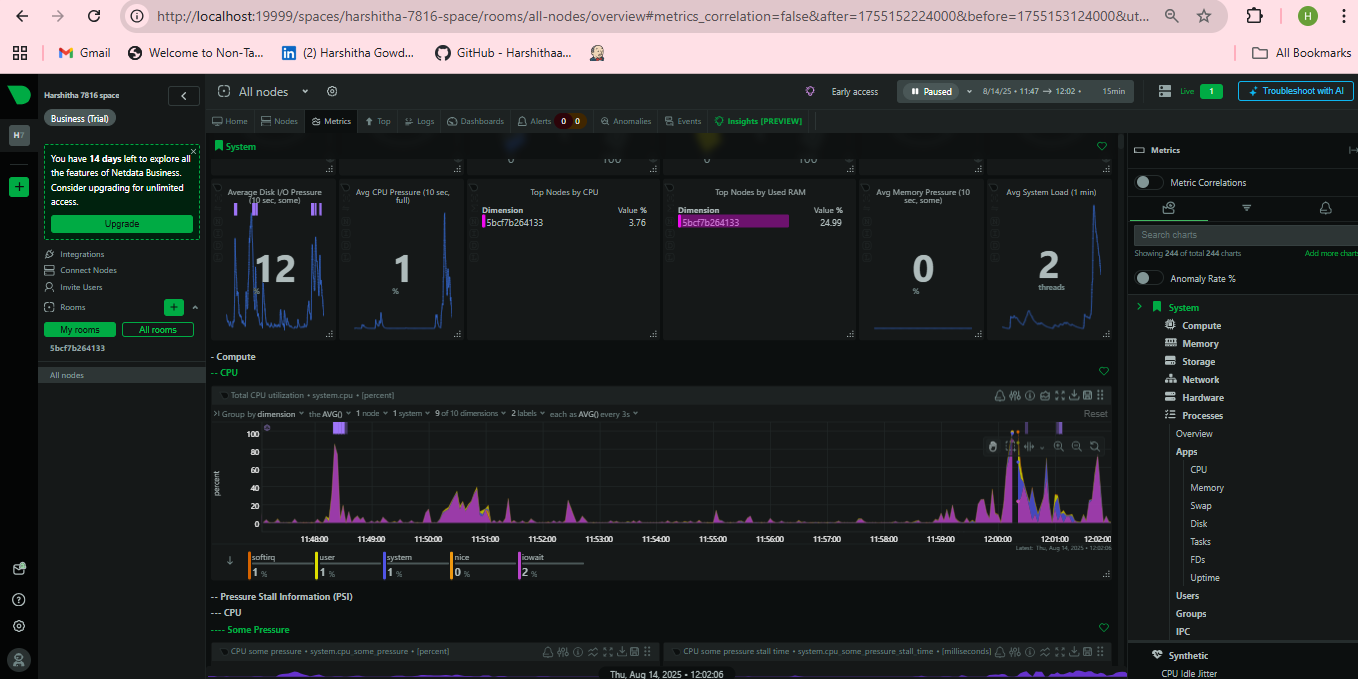 http://localhost:19999/spaces/harshitha-7816-space/rooms/all-nodes/overview#metrics_correlation=false&after=1755152224000&before=1755153124000&ut...
H
Gmail
Welcome to Non-Ta...
(2) Harshitha Gowd...
GitHub - Harshithaa...
All Bookmarks
Harshitha 7816 space
Business (Trial)
H7
You have 14 days left to explore all
the features of Netdata Business.
Consider upgrading for unlimited
access.
Upgrade
Integrations
Connect Nodes
Invite Users
Rooms
My rooms
All rooms
5bcf7b264133
All nodes
All nodes
Early access
Paused
8/14/25 • 11:47 → 12:02 •
15min
Live
1
Troubleshoot with AI
Home
Nodes
Metrics
Top
Logs
Dashboards
Alerts
0
0
Anomalies
Events
Insights [PREVIEW]
System
0
100
0
100
Average Disk I/O Pressure
(10 sec, some)
12
%
Avg CPU Pressure (10 sec,
full)
1
%
Top Nodes by CPU
Dimension Value %
5bcf7b264133 3.76
Top Nodes by Used RAM
Dimension Value %
5bcf7b264133 24.99
Avg Memory Pressure (10
sec, some)
0
%
Avg System Load (1 min)
2
threads
- Compute
-- CPU
Total CPU utilization • system.cpu • [percent]
Group by dimension the AVG() 1 node 1 system 9 of 10 dimensions 2 labels each as AVG() every 3s
Reset
percent
100
80
60
40
20
0
11:48:00
11:49:00
11:50:00
11:51:00
11:52:00
11:53:00
11:54:00
11:55:00
11:56:00
11:57:00
11:58:00
11:59:00
12:00:00
12:01:00
12:02:00
Latest: Thu, Aug 14, 2025 • 12:02:06
softirq
1 %
user
1 %
system
1 %
nice
0 %
iowait
2 %
-- Pressure Stall Information (PSI)
--- CPU
---- Some Pressure
CPU some pressure • system.cpu_some_pressure • [percent]
CPU some pressure stall time • system.cpu_some_pressure_stall_time • [milliseconds]
Thu, Aug 14, 2025 • 12:02:06
Metrics
Metric Correlations
Search charts
Showing 244 of total 244 charts
Add more charts
Anomaly Rate %
System
Compute
Memory
Storage
Network
Hardware
Processes
Overview
Apps
CPU
Memory
Swap
Disk
Tasks
FDs
Uptime
Users
Groups
IPC
Synthetic
CPU Idle Jitter